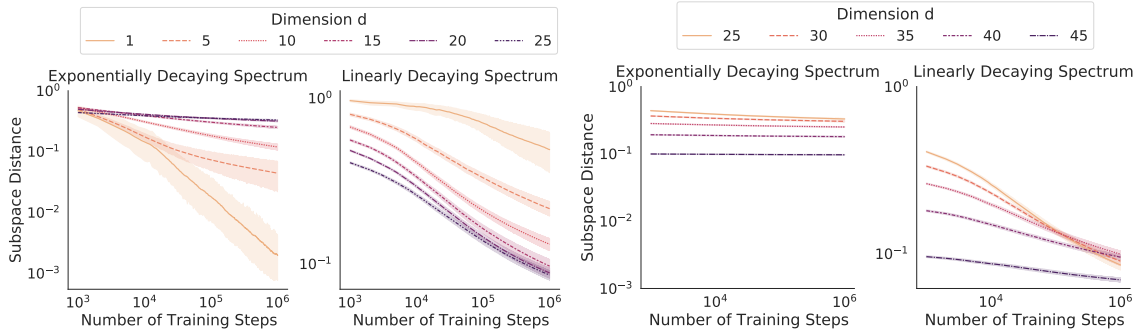 Dimension d
1 5 10 15 20 25
Exponentially Decaying Spectrum
Subspace Distance
10^0
10^-1
10^-2
10^-3
10^3 10^4 10^5 10^6
Number of Training Steps
Linearly Decaying Spectrum
10^0
10^-1
10^3 10^4 10^5 10^6
Number of Training Steps
Dimension d
25 30 35 40 45
Exponentially Decaying Spectrum
Subspace Distance
10^0
10^-1
10^-2
10^-3
10^4 10^6
Number of Training Steps
Linearly Decaying Spectrum
10^0
10^-1
10^4 10^6
Number of Training Steps